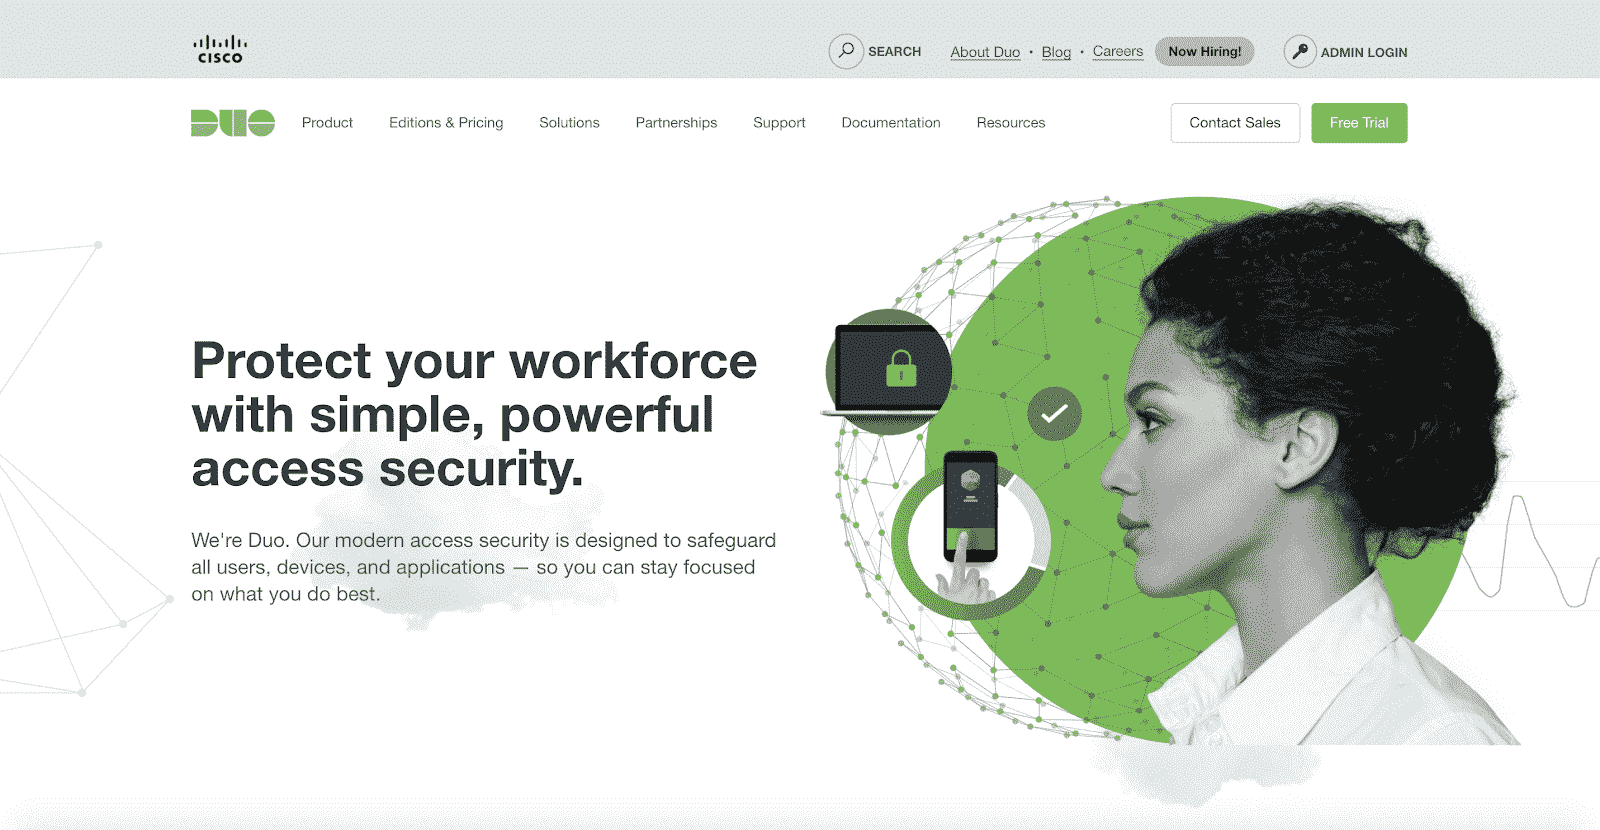 CISCO
SEARCH
About Duo • Blog • Careers
Now Hiring!
ADMIN LOGIN
DUO
Product
Editions & Pricing
Solutions
Partnerships
Support
Documentation
Resources
Contact Sales
Free Trial
Protect your workforce
with simple, powerful
access security.
We're Duo. Our modern access security is designed to safeguard
all users, devices, and applications — so you can stay focused
on what you do best.